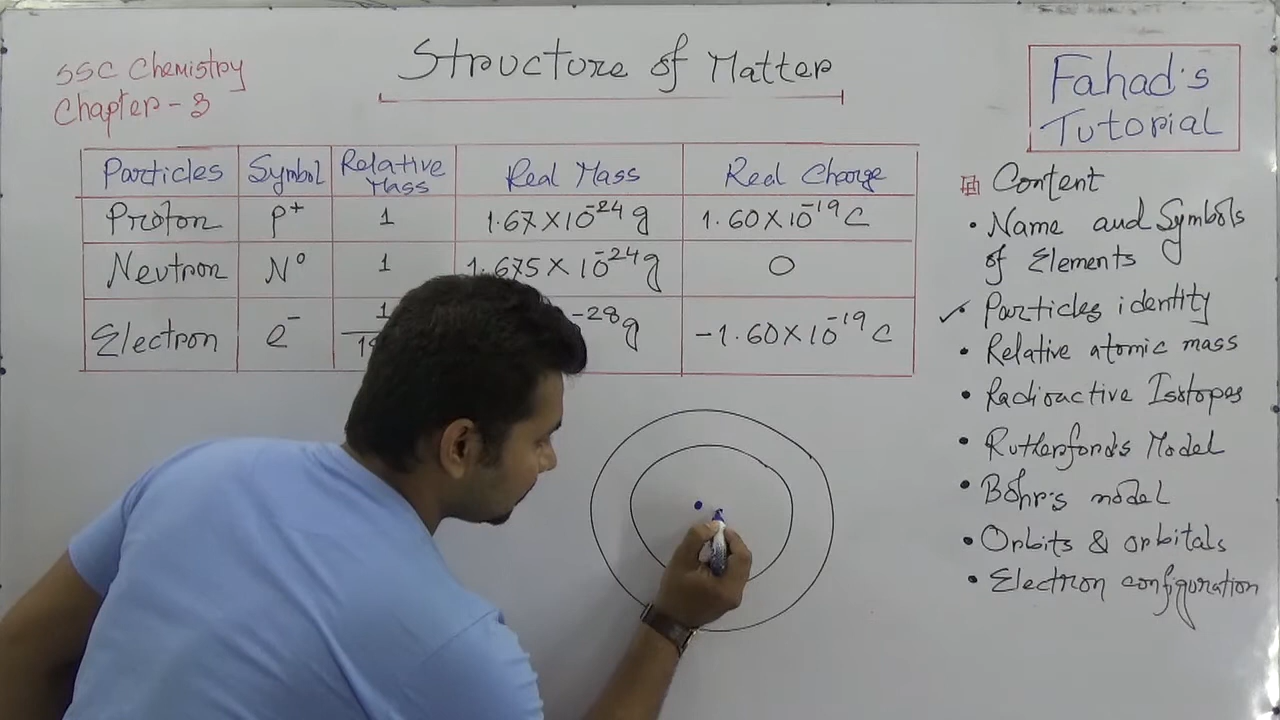 SSC Chemistry
Chapter - 3
Structure of Matter
Fahad's
Tutorial
Particles Symbol Relative Mass Real Mass Real Charge
Proton P⁺ 1 1.67×10⁻²⁴g 1.60×10⁻¹⁹C
Neutron N⁰ 1 1.675×10⁻²⁴g 0
Electron e⁻ 1 ⁻²⁸g -1.60×10⁻¹⁹C
Content
• Name and Symbols
of Elements
✓ Particles identity
• Relative atomic mass
• Radioactive Isotopes
• Rutherford's Model
• Bohr's model
• Orbits & orbitals
• Electron configuration